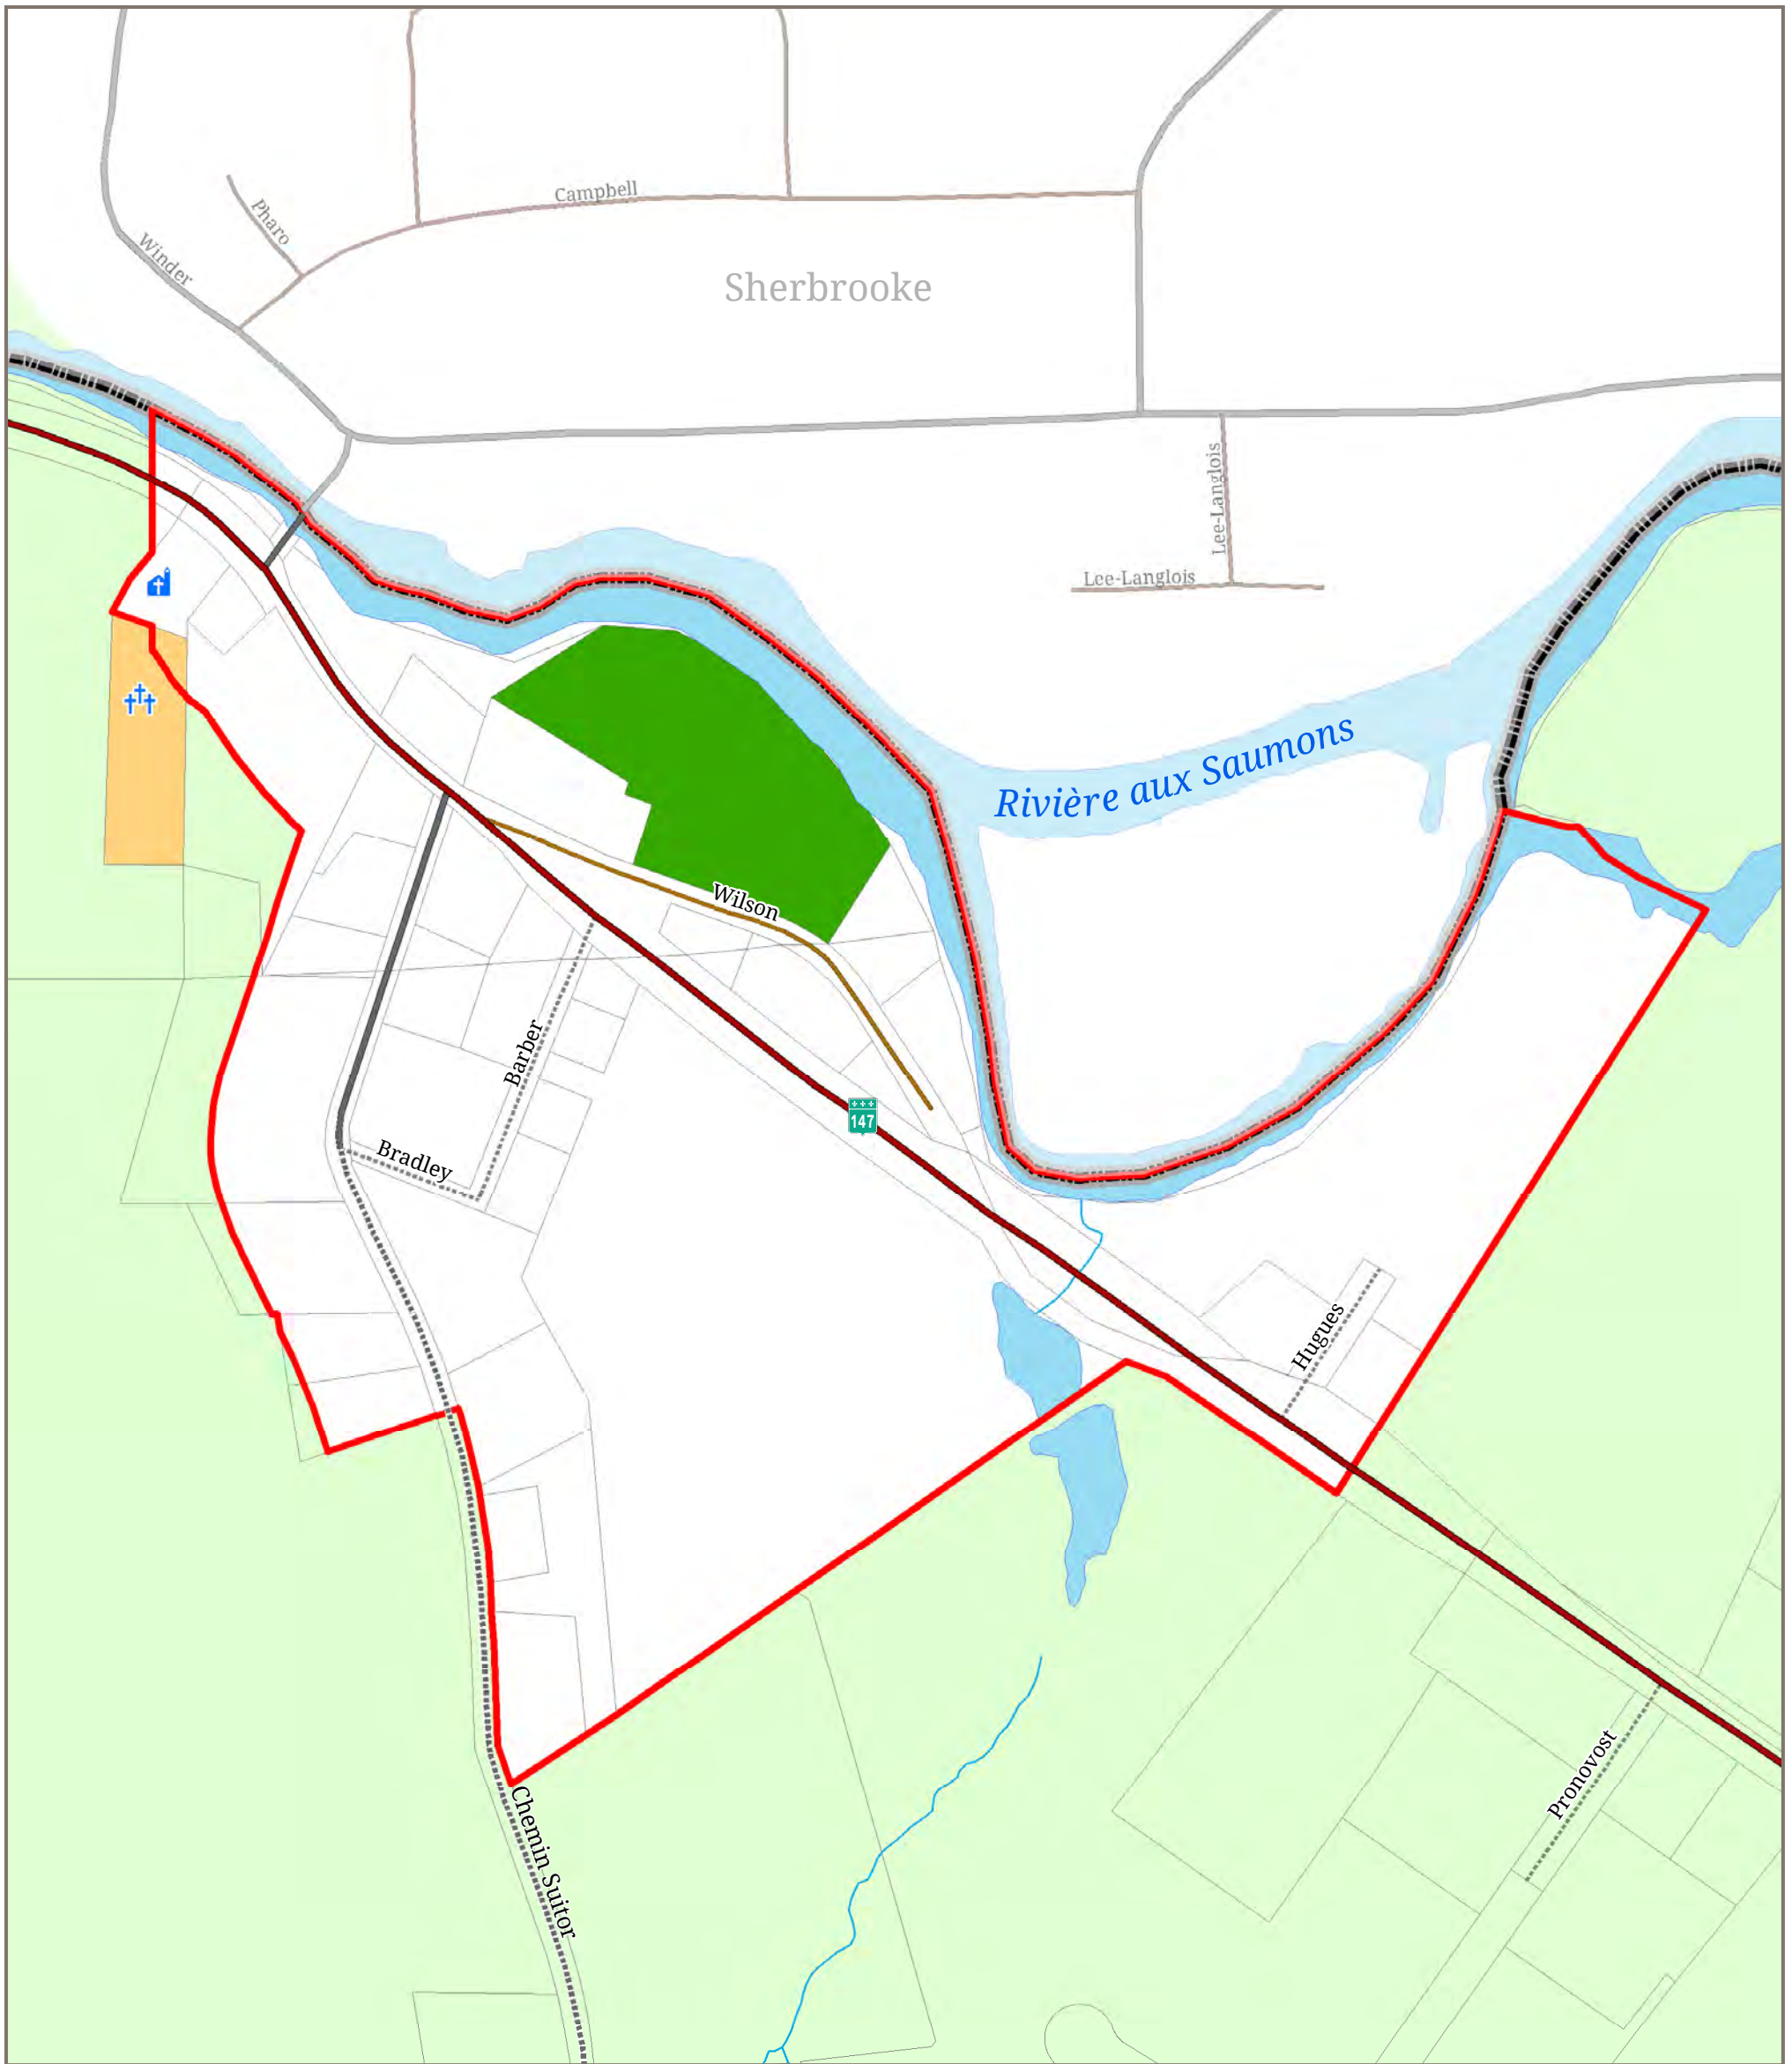 Campbell
Pharo
Winder
Sherbrooke
Lee-Langlois
Lee-Langlois
Rivière aux Saumons
Wilson
Barber
147
Bradley
Hugues
Pronovost
Chemin Suitor